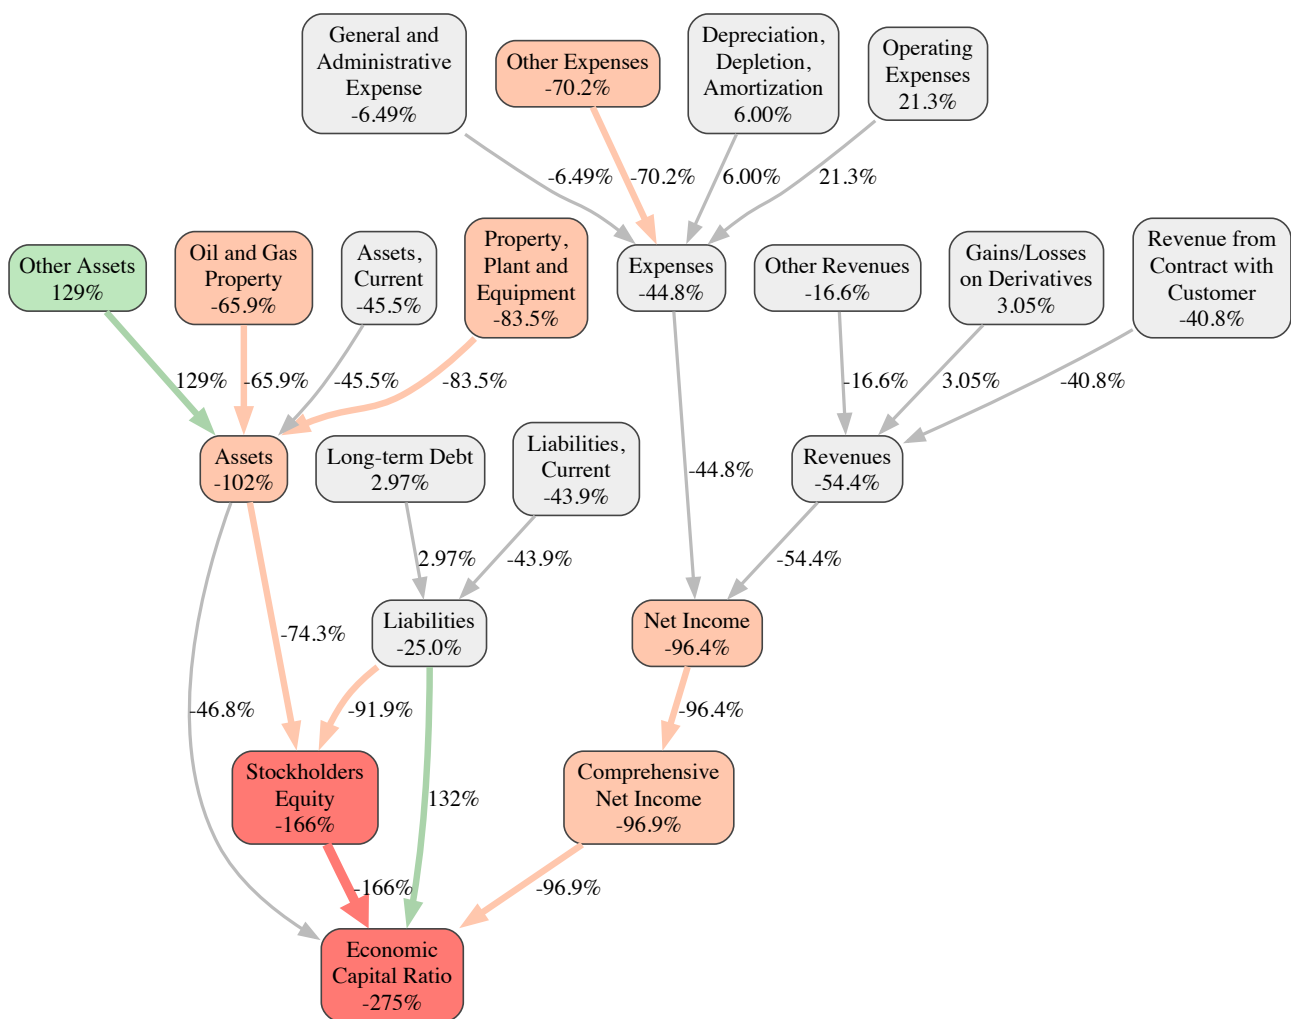 General and
Administrative
Expense
-6.49%
Other Expenses
-70.2%
Depreciation,
Depletion,
Amortization
6.00%
Operating
Expenses
21.3%
-6.49%
-70.2%
6.00%
21.3%
Other Assets
129%
Oil and Gas
Property
-65.9%
Assets,
Current
-45.5%
Property,
Plant and
Equipment
-83.5%
Expenses
-44.8%
Other Revenues
-16.6%
Gains/Losses
on Derivatives
3.05%
Revenue from
Contract with
Customer
-40.8%
129%
-65.9%
-45.5%
-83.5%
-16.6%
3.05%
-40.8%
Assets
-102%
Long-term Debt
2.97%
Liabilities,
Current
-43.9%
-44.8%
Revenues
-54.4%
2.97%
-43.9%
-54.4%
-74.3%
Liabilities
-25.0%
Net Income
-96.4%
-46.8%
-91.9%
-96.4%
Stockholders
Equity
-166%
132%
Comprehensive
Net Income
-96.9%
-166%
-96.9%
Economic
Capital Ratio
-275%